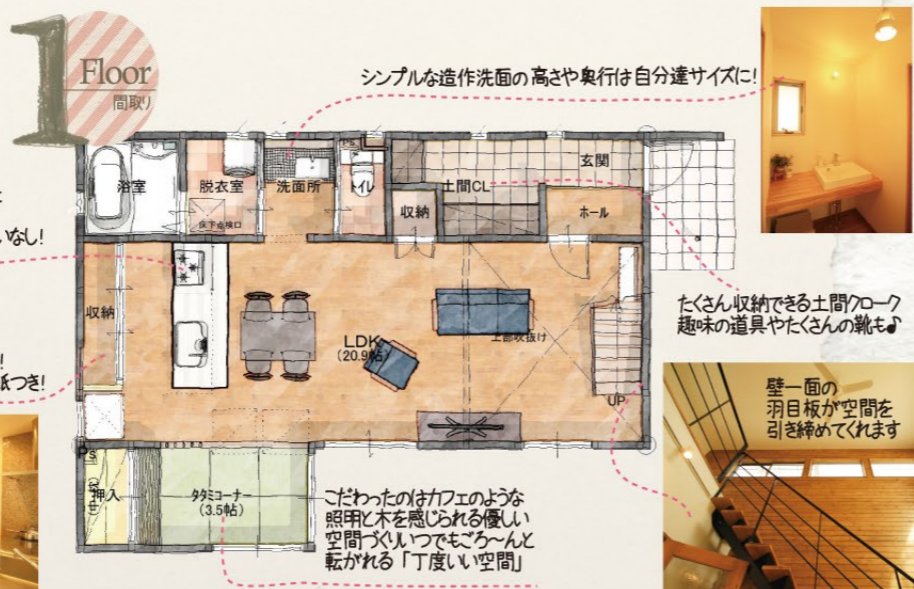 1
Floor
間取り
シンプルな造作洗面の高さや奥行は自分達サイズに!
いなし!
!
紙つき!
浴室
脱衣室
床下点検口
洗面所
PS
トイレ
収納
土間CL
玄関
ホール
収納
LDK
(20.9帖)
上部吹抜け
UP
PS
押入
タタミコーナー
(3.5帖)
たくさん収納できる土間クローク
趣味の道具やたくさんの靴も♪
壁一面の
羽目板が空間を
引き締めてくれます
こだわったのはカフェのような
照明と木を感じられる優しい
空間づくりいつでもごろ〜んと
転がれる「丁度いい空間」